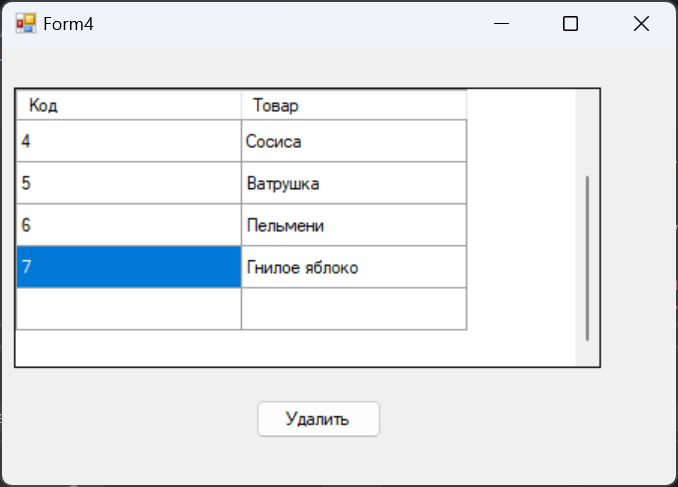 Form4
Код Товар
4 Сосиса
5 Ватрушка
6 Пельмени
7 Гнилое яблоко
Удалить